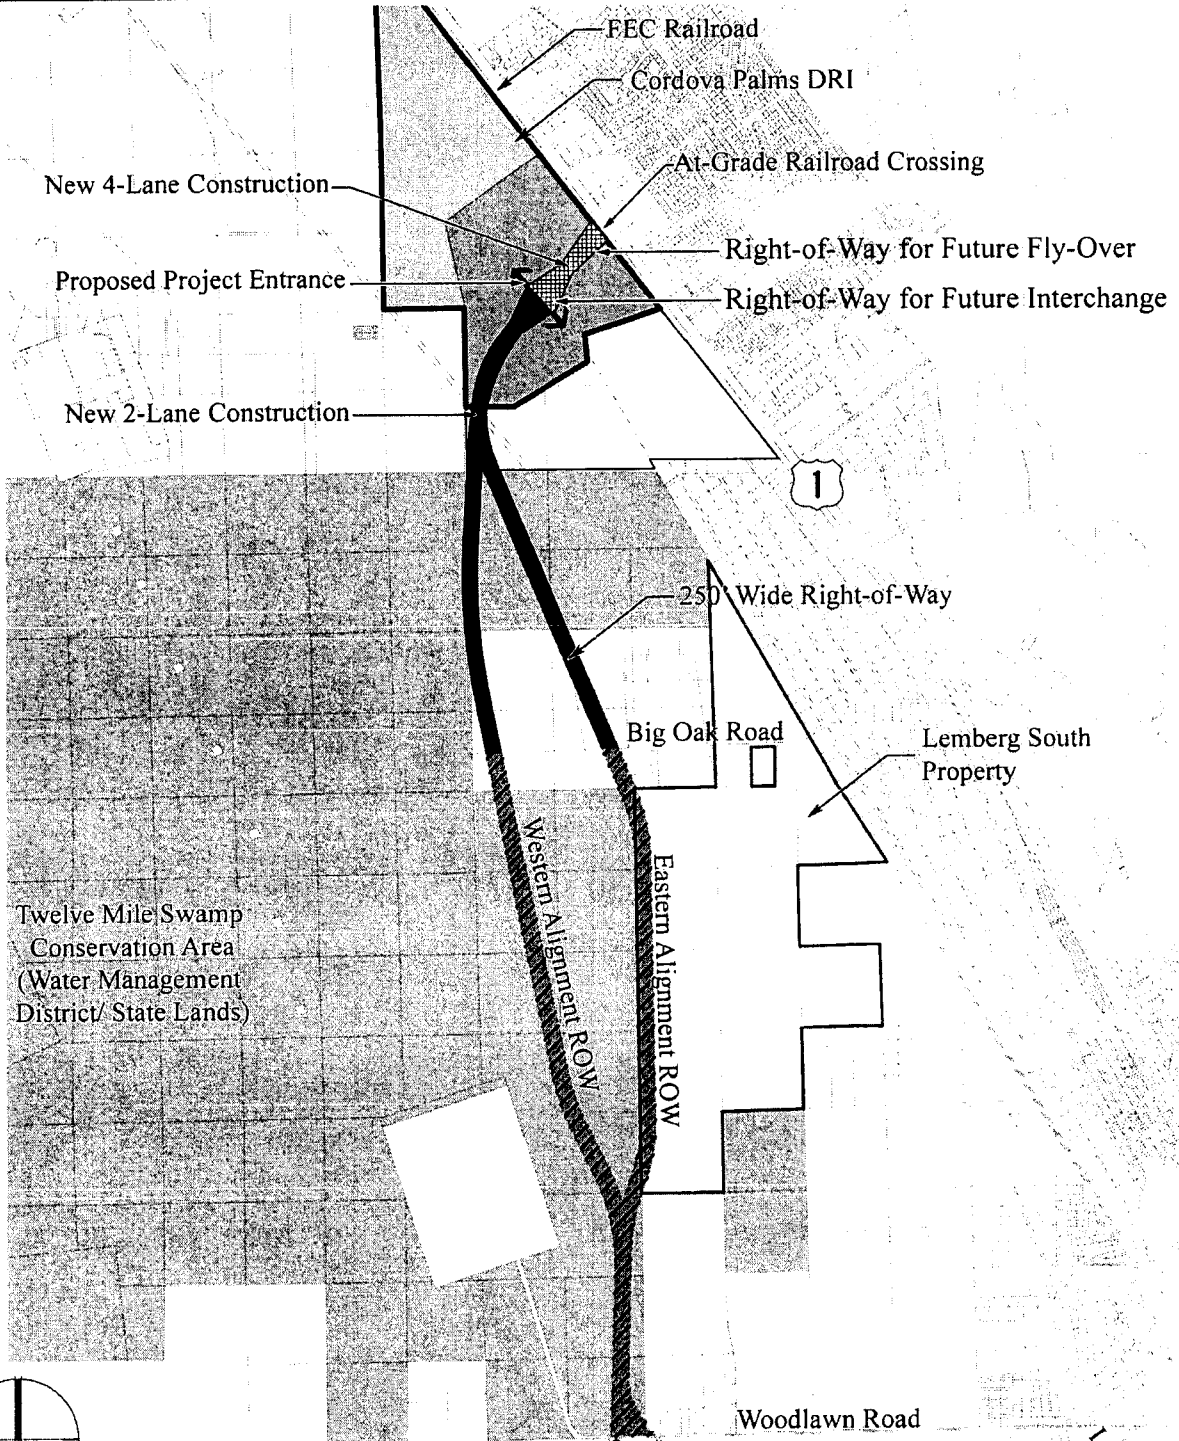 FEC Railroad
Cordova Palms DRI
At-Grade Railroad Crossing
New 4-Lane Construction
Right-of-Way for Future Fly-Over
Proposed Project Entrance
Right-of-Way for Future Interchange
New 2-Lane Construction
1
250' Wide Right-of-Way
Big Oak Road
Lemberg South
Property
Western Alignment ROW
Eastern Alignment ROW
Twelve Mile Swamp
Conservation Area
(Water Management
District/ State Lands)
Woodlawn Road